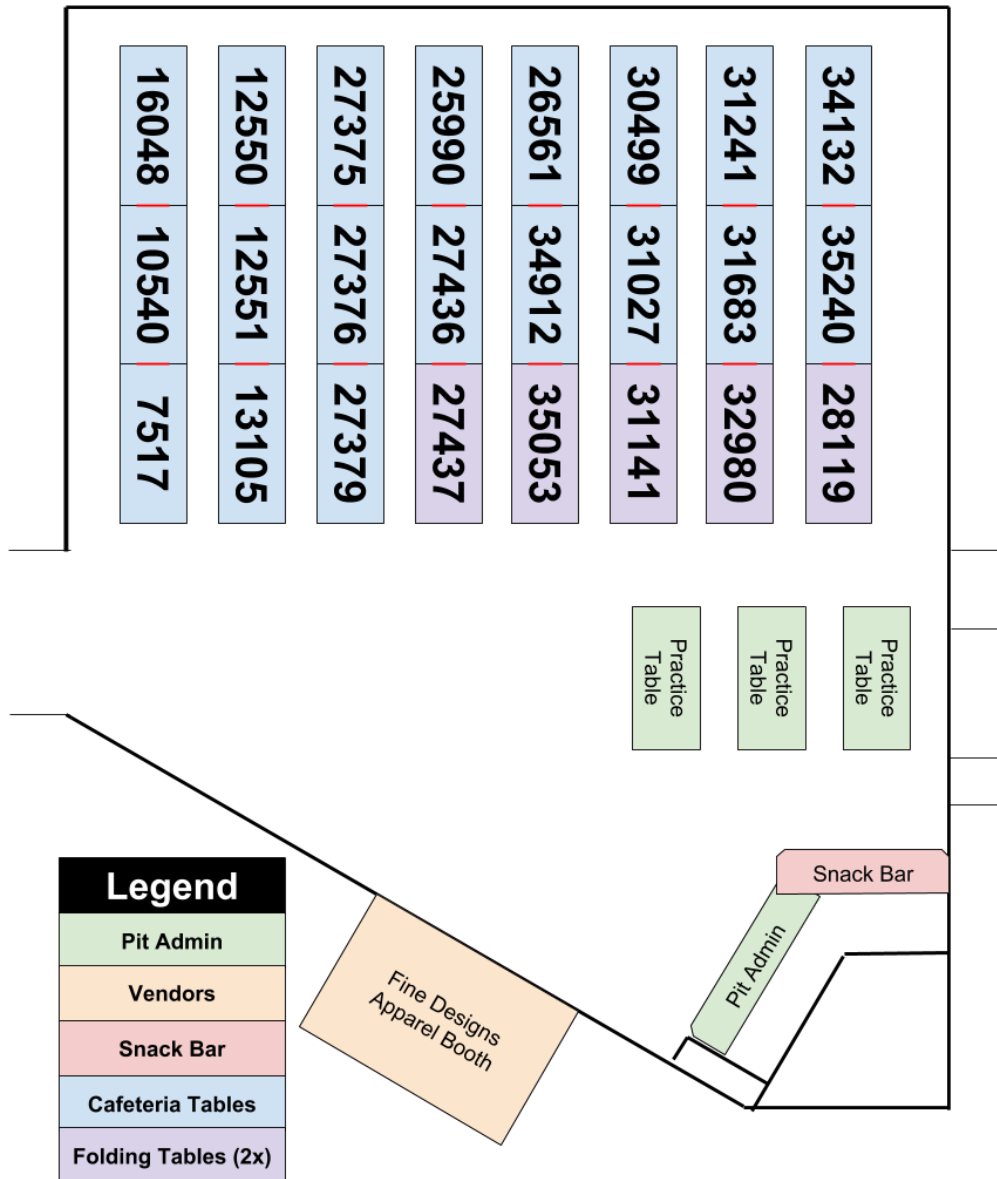 16048
12550
27375
25990
26561
30499
31241
34132
10540
12551
27376
27436
34912
31027
31683
35240
7517
13105
27379
27437
35053
31141
32980
28119
Practice
Table
Practice
Table
Practice
Table
Snack Bar
Pit Admin
Fine Designs
Apparel Booth
Legend
Pit Admin
Vendors
Snack Bar
Cafeteria Tables
Folding Tables (2x)